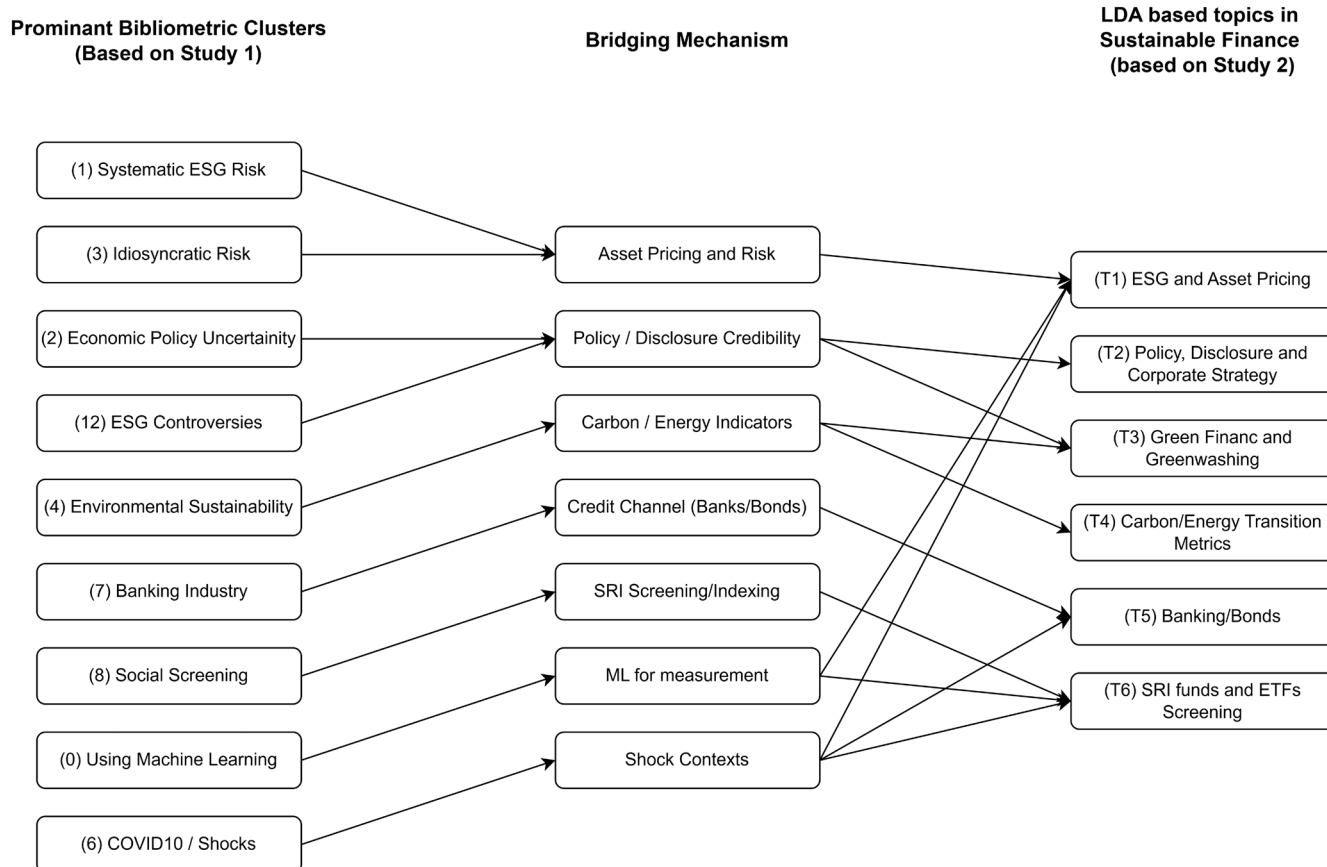 Prominent Bibliometric Clusters
(Based on Study 1)
Bridging Mechanism
LDA based topics in
Sustainable Finance
(based on Study 2)
(1) Systematic ESG Risk
(3) Idiosyncratic Risk
(2) Economic Policy Uncertainity
(12) ESG Controversies
(4) Environmental Sustainability
(7) Banking Industry
(8) Social Screening
(0) Using Machine Learning
(6) COVID10 / Shocks
Asset Pricing and Risk
Policy / Disclosure Credibility
Carbon / Energy Indicators
Credit Channel (Banks/Bonds)
SRI Screening/Indexing
ML for measurement
Shock Contexts
(T1) ESG and Asset Pricing
(T2) Policy, Disclosure and
Corporate Strategy
(T3) Green Financ and
Greenwashing
(T4) Carbon/Energy Transition
Metrics
(T5) Banking/Bonds
(T6) SRI funds and ETFs
Screening